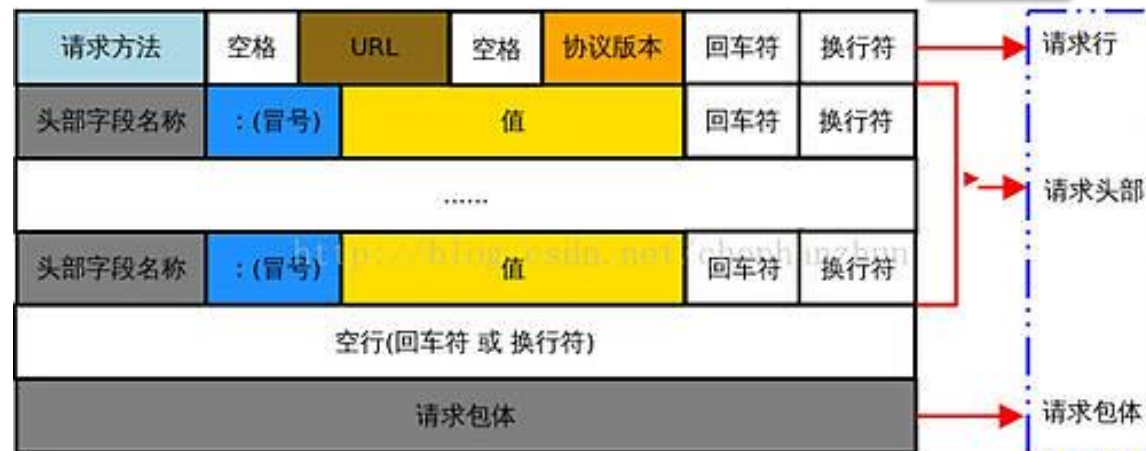 请求方法 空格 URL 空格 协议版本 回车符 换行符 请求行
头部字段名称 :(冒号) 值 回车符 换行符
...... 请求头部
头部字段名称 :(冒号) 值 回车符 换行符
空行(回车符 或 换行符)
请求包体 请求包体